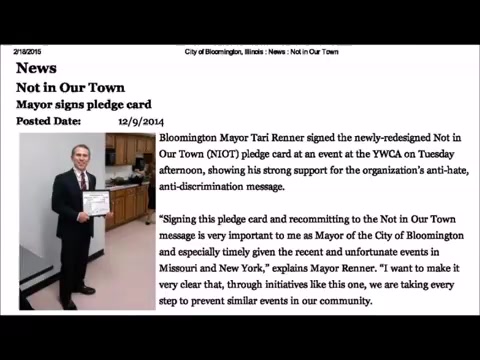 2/18/2015
City of Bloomington, Illinois : News : Not in Our Town
News
Not in Our Town
Mayor signs pledge card
Posted Date: 12/9/2014
Bloomington Mayor Tari Renner signed the newly-redesigned Not in
Our Town (NIOT) pledge card at an event at the YWCA on Tuesday
afternoon, showing his strong support for the organization's anti-hate,
anti-discrimination message.
"Signing this pledge card and recommitting to the Not in Our Town
message is very important to me as Mayor of the City of Bloomington
and especially timely given the recent and unfortunate events in
Missouri and New York," explains Mayor Renner. "I want to make it
very clear that, through initiatives like this one, we are taking every
step to prevent similar events in our community.